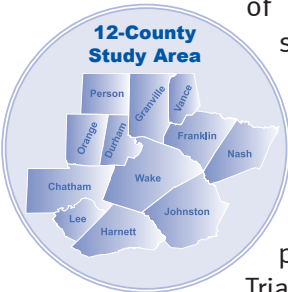 of
12-County
Study Area
s
Person
Granville
Vance
Orange
Durham
Franklin
Nash
Wake
Chatham
Lee
Johnston
Harnett
p
Tria